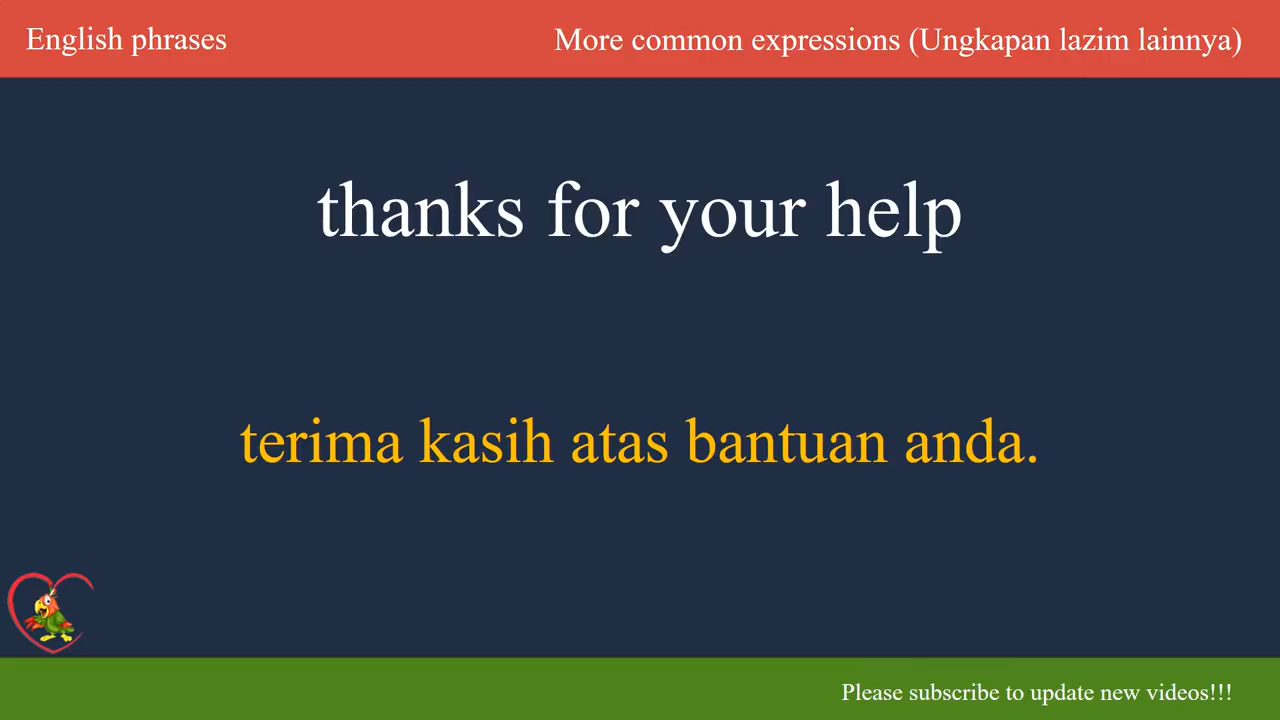 English phrases
More common expressions (Ungkapan lazim lainnya)
thanks for your help
terima kasih atas bantuan anda.
Please subscribe to update new videos!!!